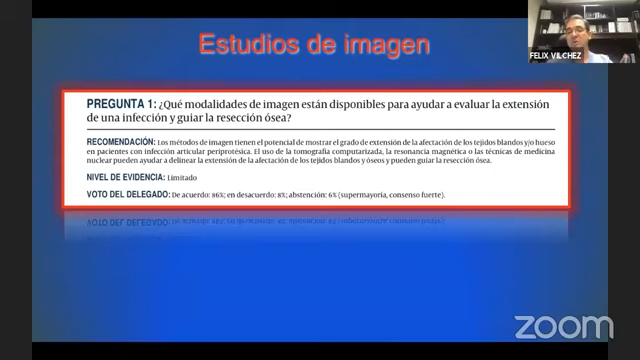 Estudios de imagen
FELIX VILCHEZ
PREGUNTA 1: ¿Qué modalidades de imagen están disponibles para ayudar a evaluar la extensión
de una infección y guiar la resección ósea?
RECOMENDACIÓN: Los métodos de imagen tienen el potencial de mostrar el grado de extensión de la afectación de los tejidos blandos y/o hueso
en pacientes con infección articular periprotésica. El uso de la tomografía computarizada, la resonancia magnética o las técnicas de medicina
nuclear pueden ayudar a delinear la extensión de la afectación de los tejidos blandos y óseos y pueden guiar la resección ósea.
NIVEL DE EVIDENCIA: Limitado
VOTO DEL DELEGADO: De acuerdo: 86%; en desacuerdo: 8%; abstención: 6% (supermayoría, consenso fuerte).
zoom